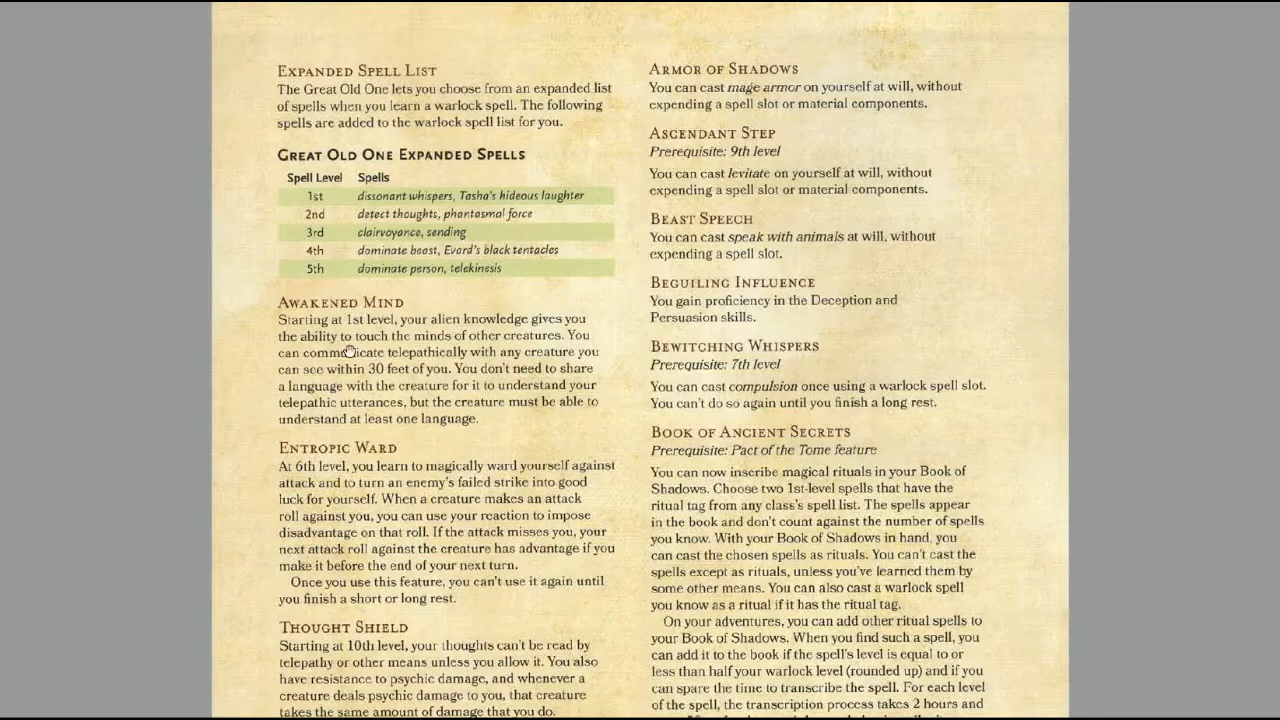 EXPANDED SPELL LIST
The Great Old One lets you choose from an expanded list
of spells when you learn a warlock spell. The following
spells are added to the warlock spell list for you.
GREAT OLD ONE EXPANDED SPELLS
Spell Level Spells
1st dissonant whispers, Tasha's hideous laughter
2nd detect thoughts, phantasmal force
3rd clairvoyance, sending
4th dominate beast, Evard's black tentacles
5th dominate person, telekinesis
AWAKENED MIND
Starting at 1st level, your alien knowledge gives you
the ability to touch the minds of other creatures. You
can communicate telepathically with any creature you
can see within 30 feet of you. You don't need to share
a language with the creature for it to understand your
telepathic utterances, but the creature must be able to
understand at least one language.
ENTROPIC WARD
At 6th level, you learn to magically ward yourself against
attack and to turn an enemy's failed strike into good
luck for yourself. When a creature makes an attack
roll against you, you can use your reaction to impose
disadvantage on that roll. If the attack misses you, your
next attack roll against the creature has advantage if you
make it before the end of your next turn.
Once you use this feature, you can't use it again until
you finish a short or long rest.
THOUGHT SHIELD
Starting at 10th level, your thoughts can't be read by
telepathy or other means unless you allow it. You also
have resistance to psychic damage, and whenever a
creature deals psychic damage to you, that creature
takes the same amount of damage that you do.
ARMOR OF SHADOWS
You can cast mage armor on yourself at will, without
expending a spell slot or material components.
ASCENDANT STEP
Prerequisite: 9th level
You can cast levitate on yourself at will, without
expending a spell slot or material components.
BEAST SPEECH
You can cast speak with animals at will, without
expending a spell slot.
BEGUILING INFLUENCE
You gain proficiency in the Deception and
Persuasion skills.
BEWITCHING WHISPERS
Prerequisite: 7th level
You can cast compulsion once using a warlock spell slot.
You can't do so again until you finish a long rest.
BOOK OF ANCIENT SECRETS
Prerequisite: Pact of the Tome feature
You can now inscribe magical rituals in your Book of
Shadows. Choose two 1st-level spells that have the
ritual tag from any class's spell list. The spells appear
in the book and don't count against the number of spells
you know. With your Book of Shadows in hand, you
can cast the chosen spells as rituals. You can't cast the
spells except as rituals, unless you've learned them by
some other means. You can also cast a warlock spell
you know as a ritual if it has the ritual tag.
On your adventures, you can add other ritual spells to
your Book of Shadows. When you find such a spell, you
can add it to the book if the spell's level is equal to or
less than half your warlock level (rounded up) and if you
can spare the time to transcribe the spell. For each level
of the spell, the transcription process takes 2 hours and